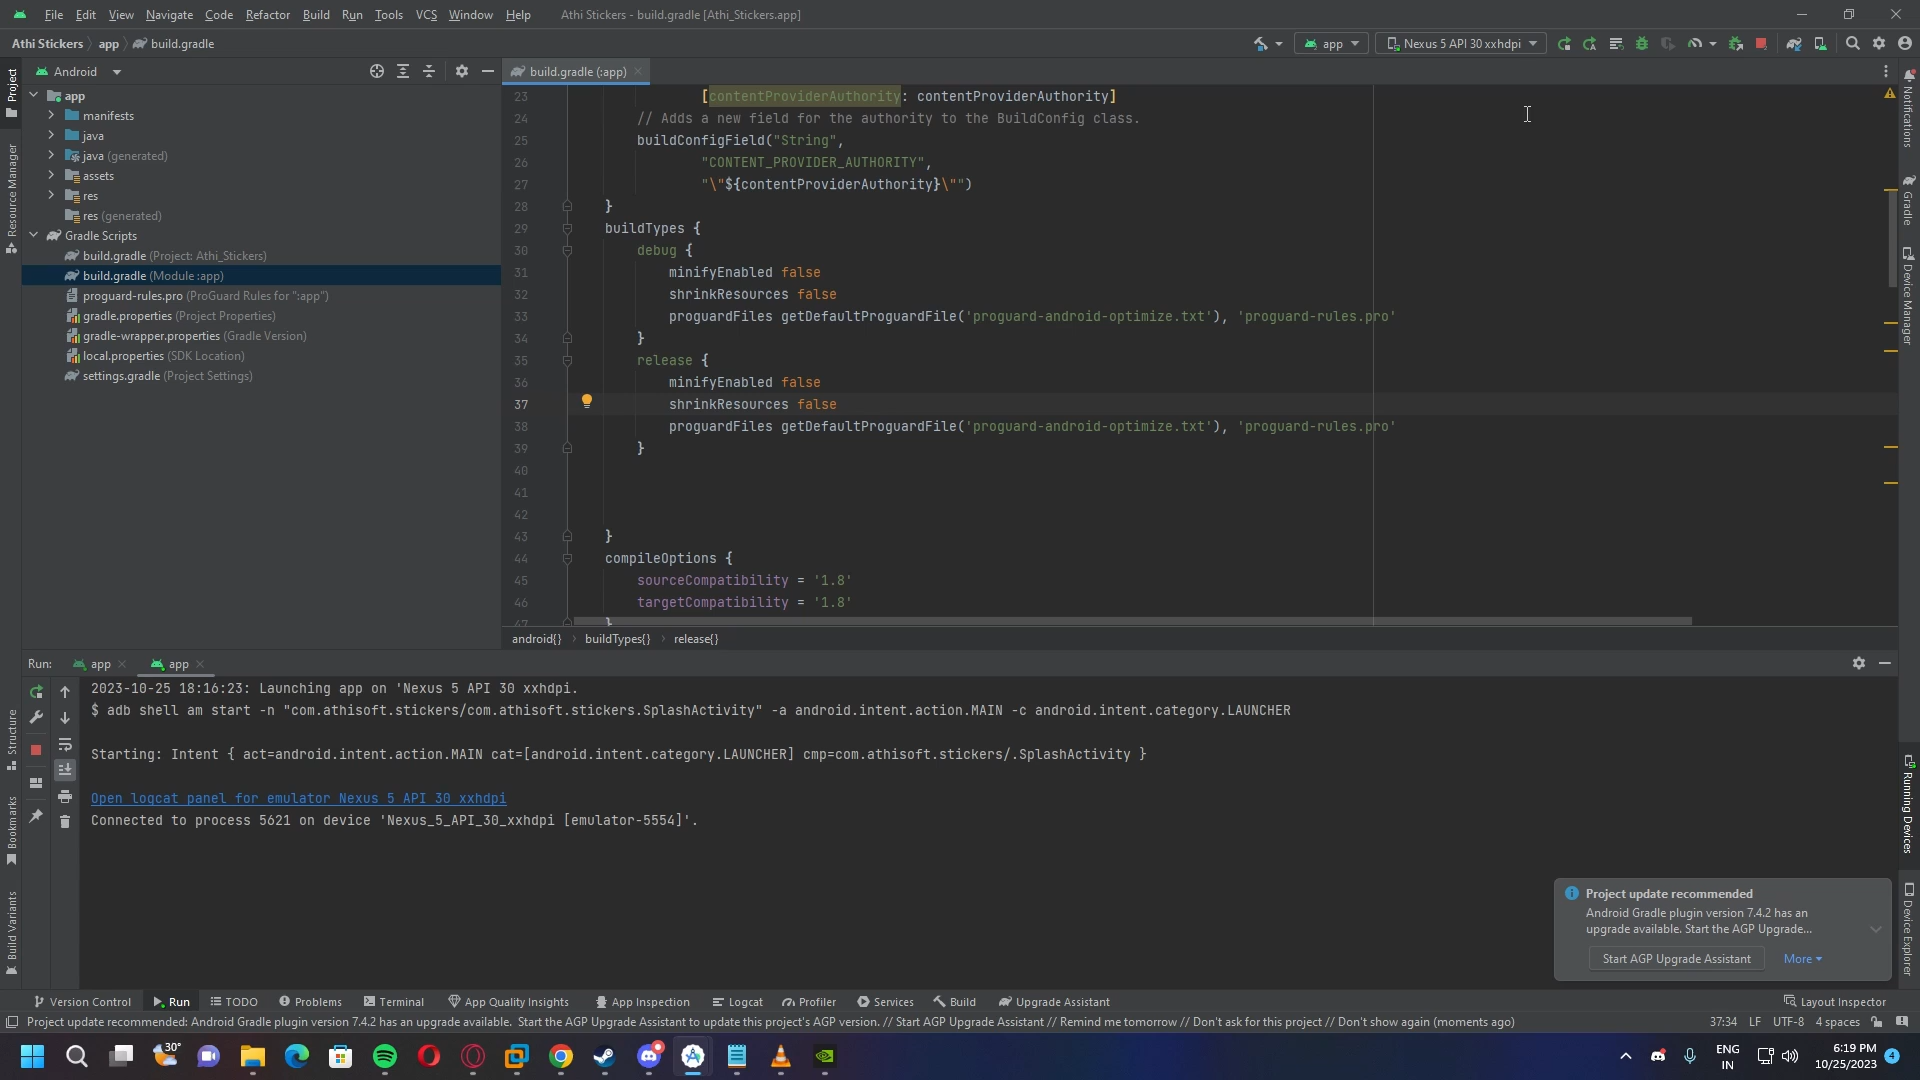 File Edit View Navigate Code Refactor Build Run Tools VCS Window Help Athi Stickers - build.gradle [Athi_Stickers.app]
Athi Stickers app build.gradle app Nexus 5 API 30 xxhdpi
Project Android build.gradle (:app)
app
manifests
java
java (generated)
assets
res
res (generated)
Gradle Scripts
build.gradle (Project: Athi_Stickers)
build.gradle (Module :app)
proguard-rules.pro (ProGuard Rules for ":app")
gradle.properties (Project Properties)
gradle-wrapper.properties (Gradle Version)
local.properties (SDK Location)
settings.gradle (Project Settings)
Resource Manager
Structure
Bookmarks
Build Variants
23 [contentProviderAuthority: contentProviderAuthority]
24 // Adds a new field for the authority to the BuildConfig class.
25 buildConfigField("String",
26 "CONTENT_PROVIDER_AUTHORITY",
27 "\"${contentProviderAuthority}\"")
28 }
29 buildTypes {
30 debug {
31 minifyEnabled false
32 shrinkResources false
33 proguardFiles getDefaultProguardFile('proguard-android-optimize.txt'), 'proguard-rules.pro'
34 }
35 release {
36 minifyEnabled false
37 shrinkResources false
38 proguardFiles getDefaultProguardFile('proguard-android-optimize.txt'), 'proguard-rules.pro'
39 }
40
41
42
43 }
44 compileOptions {
45 sourceCompatibility = '1.8'
46 targetCompatibility = '1.8'
47 }
android{} buildTypes{} release{}
Notifications
Gradle
Device Manager
Running Devices
Device Explorer
Run: app app
2023-10-25 18:16:23: Launching app on 'Nexus 5 API 30 xxhdpi.
$ adb shell am start -n "com.athisoft.stickers/com.athisoft.stickers.SplashActivity" -a android.intent.action.MAIN -c android.intent.category.LAUNCHER
Starting: Intent { act=android.intent.action.MAIN cat=[android.intent.category.LAUNCHER] cmp=com.athisoft.stickers/.SplashActivity }
Open logcat panel for emulator Nexus 5 API 30 xxhdpi
Connected to process 5621 on device 'Nexus_5_API_30_xxhdpi [emulator-5554]'.
Project update recommended
Android Gradle plugin version 7.4.2 has an
upgrade available. Start the AGP Upgrade...
Start AGP Upgrade Assistant More
Version Control Run TODO Problems Terminal App Quality Insights App Inspection Logcat Profiler Services Build Upgrade Assistant Layout Inspector
Project update recommended: Android Gradle plugin version 7.4.2 has an upgrade available. Start the AGP Upgrade Assistant to update this project's AGP version. // Start AGP Upgrade Assistant // Remind me tomorrow // Don't ask for this project // Don't show again (moments ago) 37:34 LF UTF-8 4 spaces
30° ENG 6:19 PM 4
IN 10/25/2023